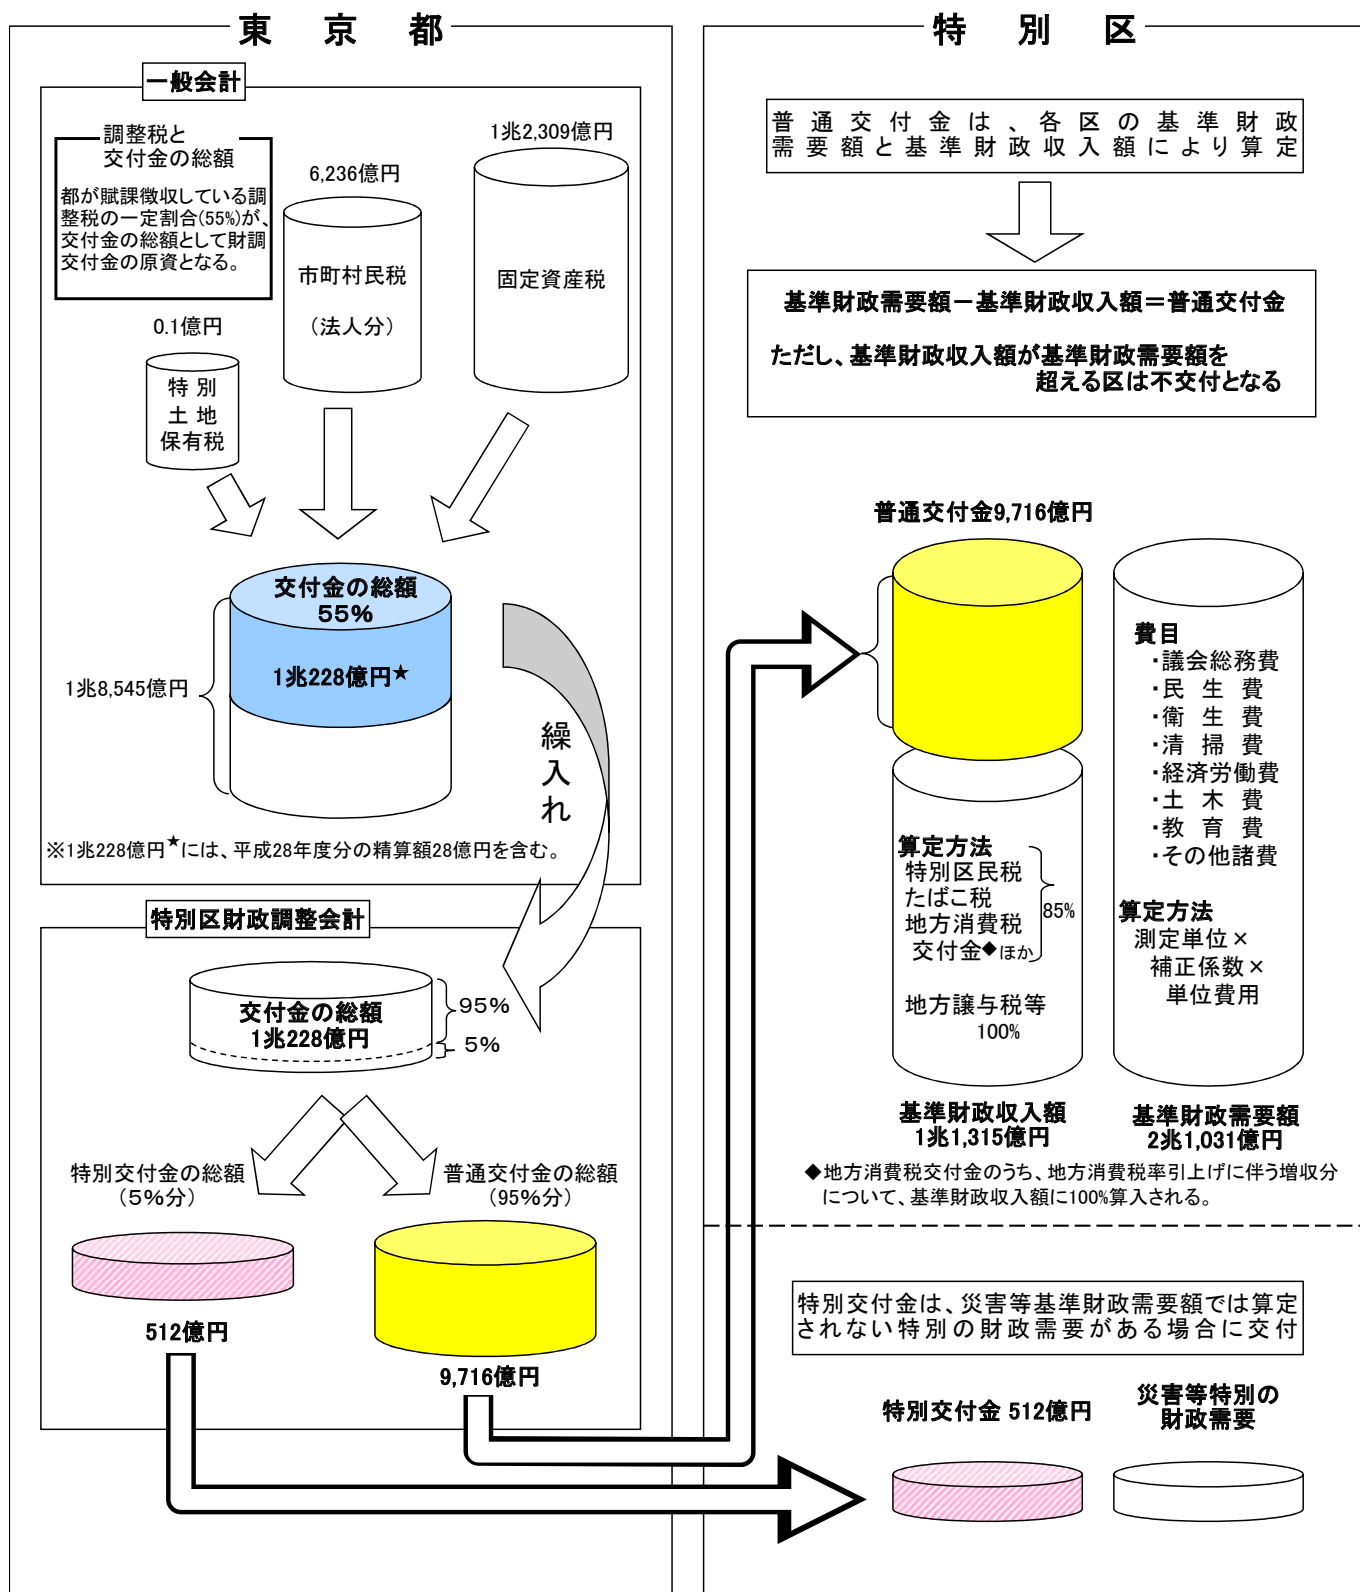 東京都
一般会計
調整税と
交付金の総額
都が賦課徴収している調
整税の一定割合(55%)が、
交付金の総額として財調
交付金の原資となる。
0.1億円
特別
土地
保有税
6,236億円
市町村民税
（法人分）
1兆2,309億円
固定資産税
交付金の総額
55%
1兆228億円★
1兆8,545億円
繰入れ
※1兆228億円★には、平成28年度分の精算額28億円を含む。
特別区財政調整会計
交付金の総額
1兆228億円
95%
5%
特別交付金の総額
（5%分）
512億円
普通交付金の総額
（95%分）
9,716億円
特別区
普通交付金は、各区の基準財政
需要額と基準財政収入額により算定
基準財政需要額－基準財政収入額＝普通交付金
ただし、基準財政収入額が基準財政需要額を
超える区は不交付となる
普通交付金9,716億円
算定方法
特別区民税
たばこ税
地方消費税
交付金◆ほか
85%
地方譲与税等
100%
基準財政収入額
1兆1,315億円
費目
・議会総務費
・民生費
・衛生費
・清掃費
・経済労働費
・土木費
・教育費
・その他諸費
算定方法
測定単位×
補正係数×
単位費用
基準財政需要額
2兆1,031億円
◆地方消費税交付金のうち、地方消費税率引上げに伴う増収分
について、基準財政収入額に100%算入される。
特別交付金は、災害等基準財政需要額では算定
されない特別の財政需要がある場合に交付
特別交付金 512億円
災害等特別の
財政需要